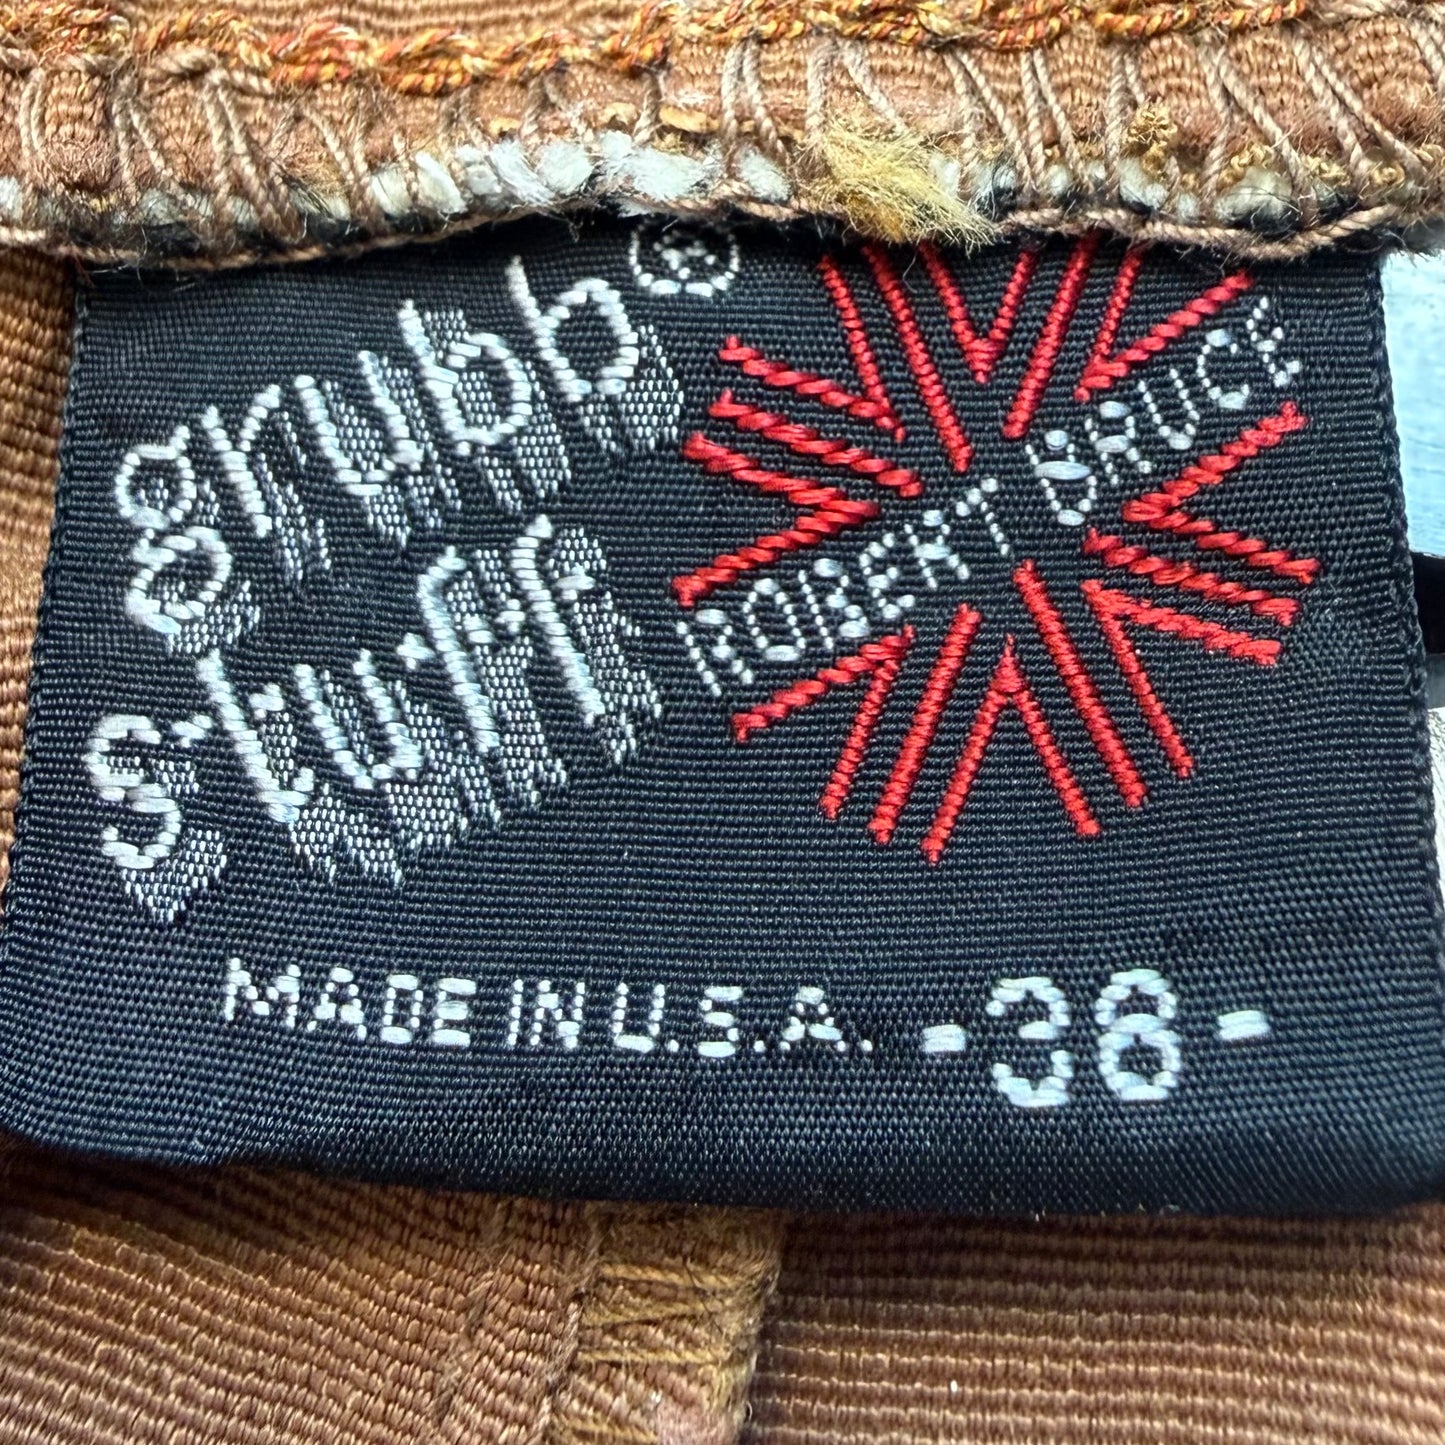 grubb®
& stuff
ROBERT BRUCE
MADE IN U.S.A. -38-